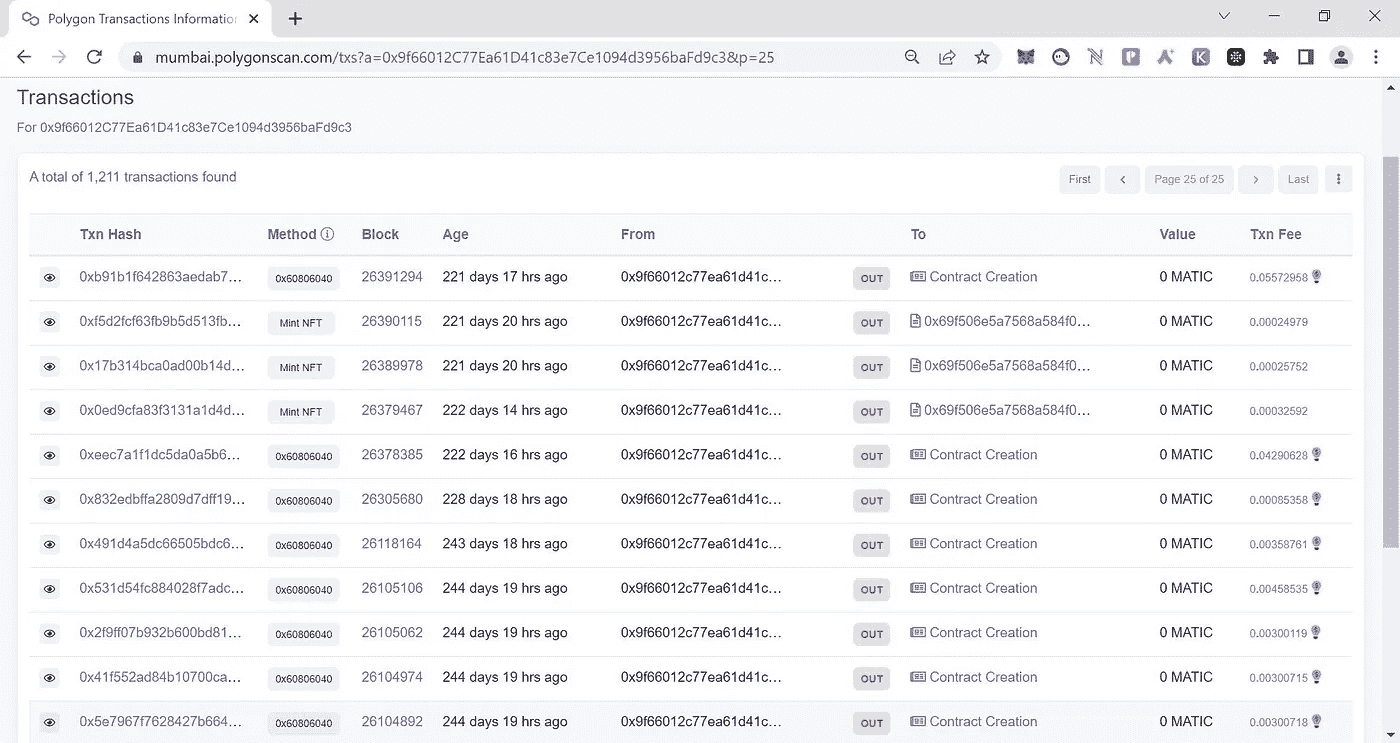 Polygon Transactions Informatio
mumbai.polygonscan.com/txs?a=0x9f66012C77Ea61D41c83e7Ce1094d3956baFd9c3&p=25
Transactions
For 0x9f66012C77Ea61D41c83e7Ce1094d3956baFd9c3
A total of 1,211 transactions found
First Page 25 of 25 Last
Txn Hash Method Block Age From To Value Txn Fee
0xb91b1f642863aedab7... 0x60806040 26391294 221 days 17 hrs ago 0x9f66012c77ea61d41c... OUT Contract Creation 0 MATIC 0.05572958
0xf5d2fcf63fb9b5d513fb... Mint NFT 26390115 221 days 20 hrs ago 0x9f66012c77ea61d41c... OUT 0x69f506e5a7568a584f0... 0 MATIC 0.00024979
0x17b314bca0ad00b14d... Mint NFT 26389978 221 days 20 hrs ago 0x9f66012c77ea61d41c... OUT 0x69f506e5a7568a584f0... 0 MATIC 0.00025752
0x0ed9cfa83f3131a1d4d... Mint NFT 26379467 222 days 14 hrs ago 0x9f66012c77ea61d41c... OUT 0x69f506e5a7568a584f0... 0 MATIC 0.00032592
0xeec7a1f1dc5da0a5b6... 0x60806040 26378385 222 days 16 hrs ago 0x9f66012c77ea61d41c... OUT Contract Creation 0 MATIC 0.04290628
0x832edbffa2809d7dff19... 0x60806040 26305680 228 days 18 hrs ago 0x9f66012c77ea61d41c... OUT Contract Creation 0 MATIC 0.00085358
0x491d4a5dc66505bdc6... 0x60806040 26118164 243 days 18 hrs ago 0x9f66012c77ea61d41c... OUT Contract Creation 0 MATIC 0.00358761
0x531d54fc884028f7adc... 0x60806040 26105106 244 days 19 hrs ago 0x9f66012c77ea61d41c... OUT Contract Creation 0 MATIC 0.00458535
0x2f9ff07b932b600bd81... 0x60806040 26105062 244 days 19 hrs ago 0x9f66012c77ea61d41c... OUT Contract Creation 0 MATIC 0.00300119
0x41f552ad84b10700ca... 0x60806040 26104974 244 days 19 hrs ago 0x9f66012c77ea61d41c... OUT Contract Creation 0 MATIC 0.00300715
0x5e7967f7628427b664... 0x60806040 26104892 244 days 19 hrs ago 0x9f66012c77ea61d41c... OUT Contract Creation 0 MATIC 0.00300718